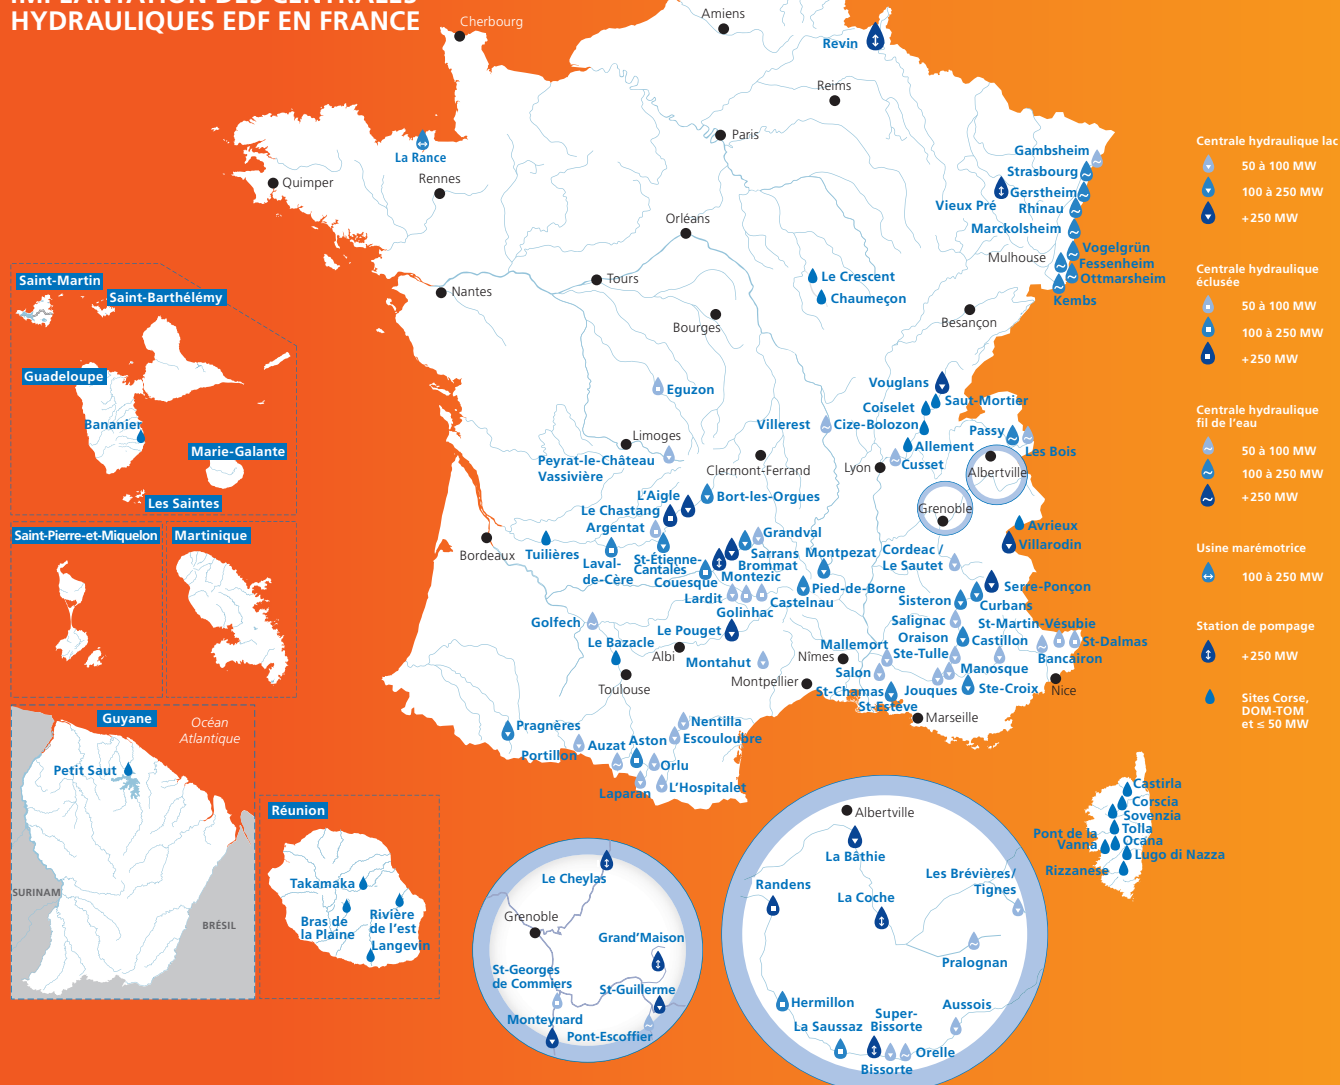 IMPLANTATION DES CENTRALES
HYDRAULIQUES EDF EN FRANCE
Cherbourg
Amiens
Revin
Reims
Paris
La Rance
Rennes
Quimper
Orléans
Tours
Nantes
Bourges
Le Crescent
Chaumeçon
Besançon
Gambsheim
Strasbourg
Gerstheim
Vieux Pré
Rhinau
Marckolsheim
Vogelgrün
Mulhouse
Fessenheim
Ottmarsheim
Kembs
Centrale hydraulique lac
50 à 100 MW
100 à 250 MW
+250 MW
Centrale hydraulique
éclusée
50 à 100 MW
100 à 250 MW
+250 MW
Centrale hydraulique
fil de l'eau
50 à 100 MW
100 à 250 MW
+250 MW
Usine marémotrice
100 à 250 MW
Station de pompage
+250 MW
Sites Corse,
DOM-TOM
et ≤ 50 MW
Saint-Martin
Saint-Barthélémy
Guadeloupe
Bananier
Marie-Galante
Les Saintes
Saint-Pierre-et-Miquelon
Martinique
Guyane
Océan
Atlantique
Petit Saut
SURINAM
BRÉSIL
Réunion
Takamaka
Bras de
la Plaine
Rivière
de l'est
Langevin
Eguzon
Vouglans
Saut-Mortier
Coiselet
Villerest
Cize-Bolozon
Allement
Cusset
Passy
Les Bois
Albertville
Lyon
Grenoble
Limoges
Peyrat-le-Château
Vassivière
Clermont-Ferrand
L'Aigle
Bort-les-Orgues
Le Chastang
Argentat
Bordeaux
Tuilières
Laval-
de-Cère
St-Étienne-
Cantalès
Grandval
Sarrans
Brommat
Couesque
Montezic
Montpezat
Pied-de-Borne
Lardit
Golinhac
Castelnau
Cordeac /
Le Sautet
Avrieux
Villarodin
Serre-Ponçon
Curbans
Sisteron
Salignac
St-Martin-Vésubie
Oraison
Castillon
St-Dalmas
Bancairon
Ste-Tulle
Manosque
Mallemort
Salon
St-Chamas
Jouques
Ste-Croix
St-Estève
Nice
Marseille
Nîmes
Montpellier
Golfech
Le Bazacle
Le Pouget
Albi
Montahut
Toulouse
Pragnères
Portillon
Auzat
Aston
Nentilla
Escouloubre
Orlu
Laparan
L'Hospitalet
Castirla
Corscia
Sovenzia
Tolla
Pont de la
Vanna
Ocana
Lugo di Nazza
Rizzanese
Le Cheylas
Grenoble
Grand'Maison
St-Georges
de Commiers
St-Guillerme
Monteynard
Pont-Escoffier
Albertville
La Bâthie
Randens
La Coche
Les Brévières/
Tignes
Pralognan
Hermillon
La Saussaz
Super-
Bissorte
Aussois
Orelle
Bissorte